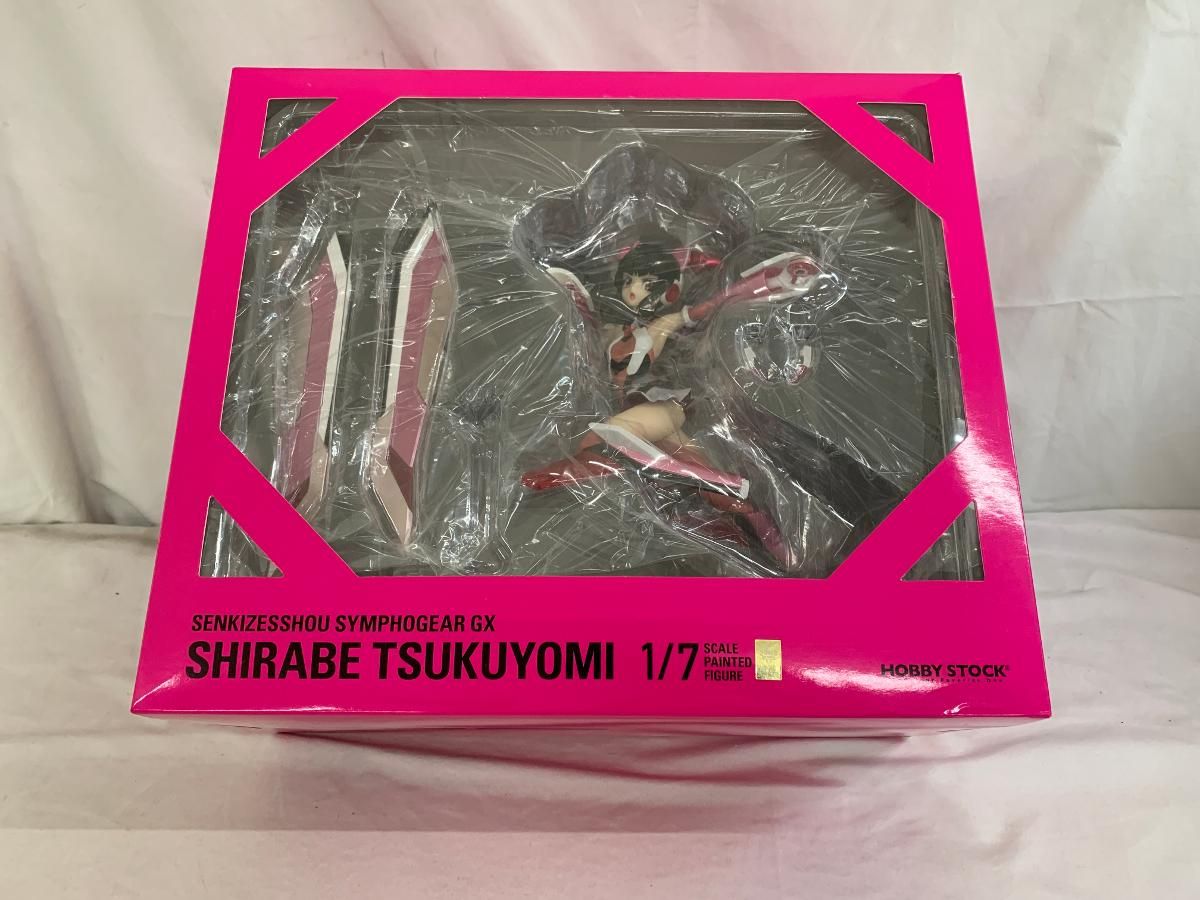 SENKIZESSHOU SYMPHOGEAR GX
SHIRABE TSUKUYOMI 1/7 SCALE
PAINTED
FIGURE
HOBBY STOCK®